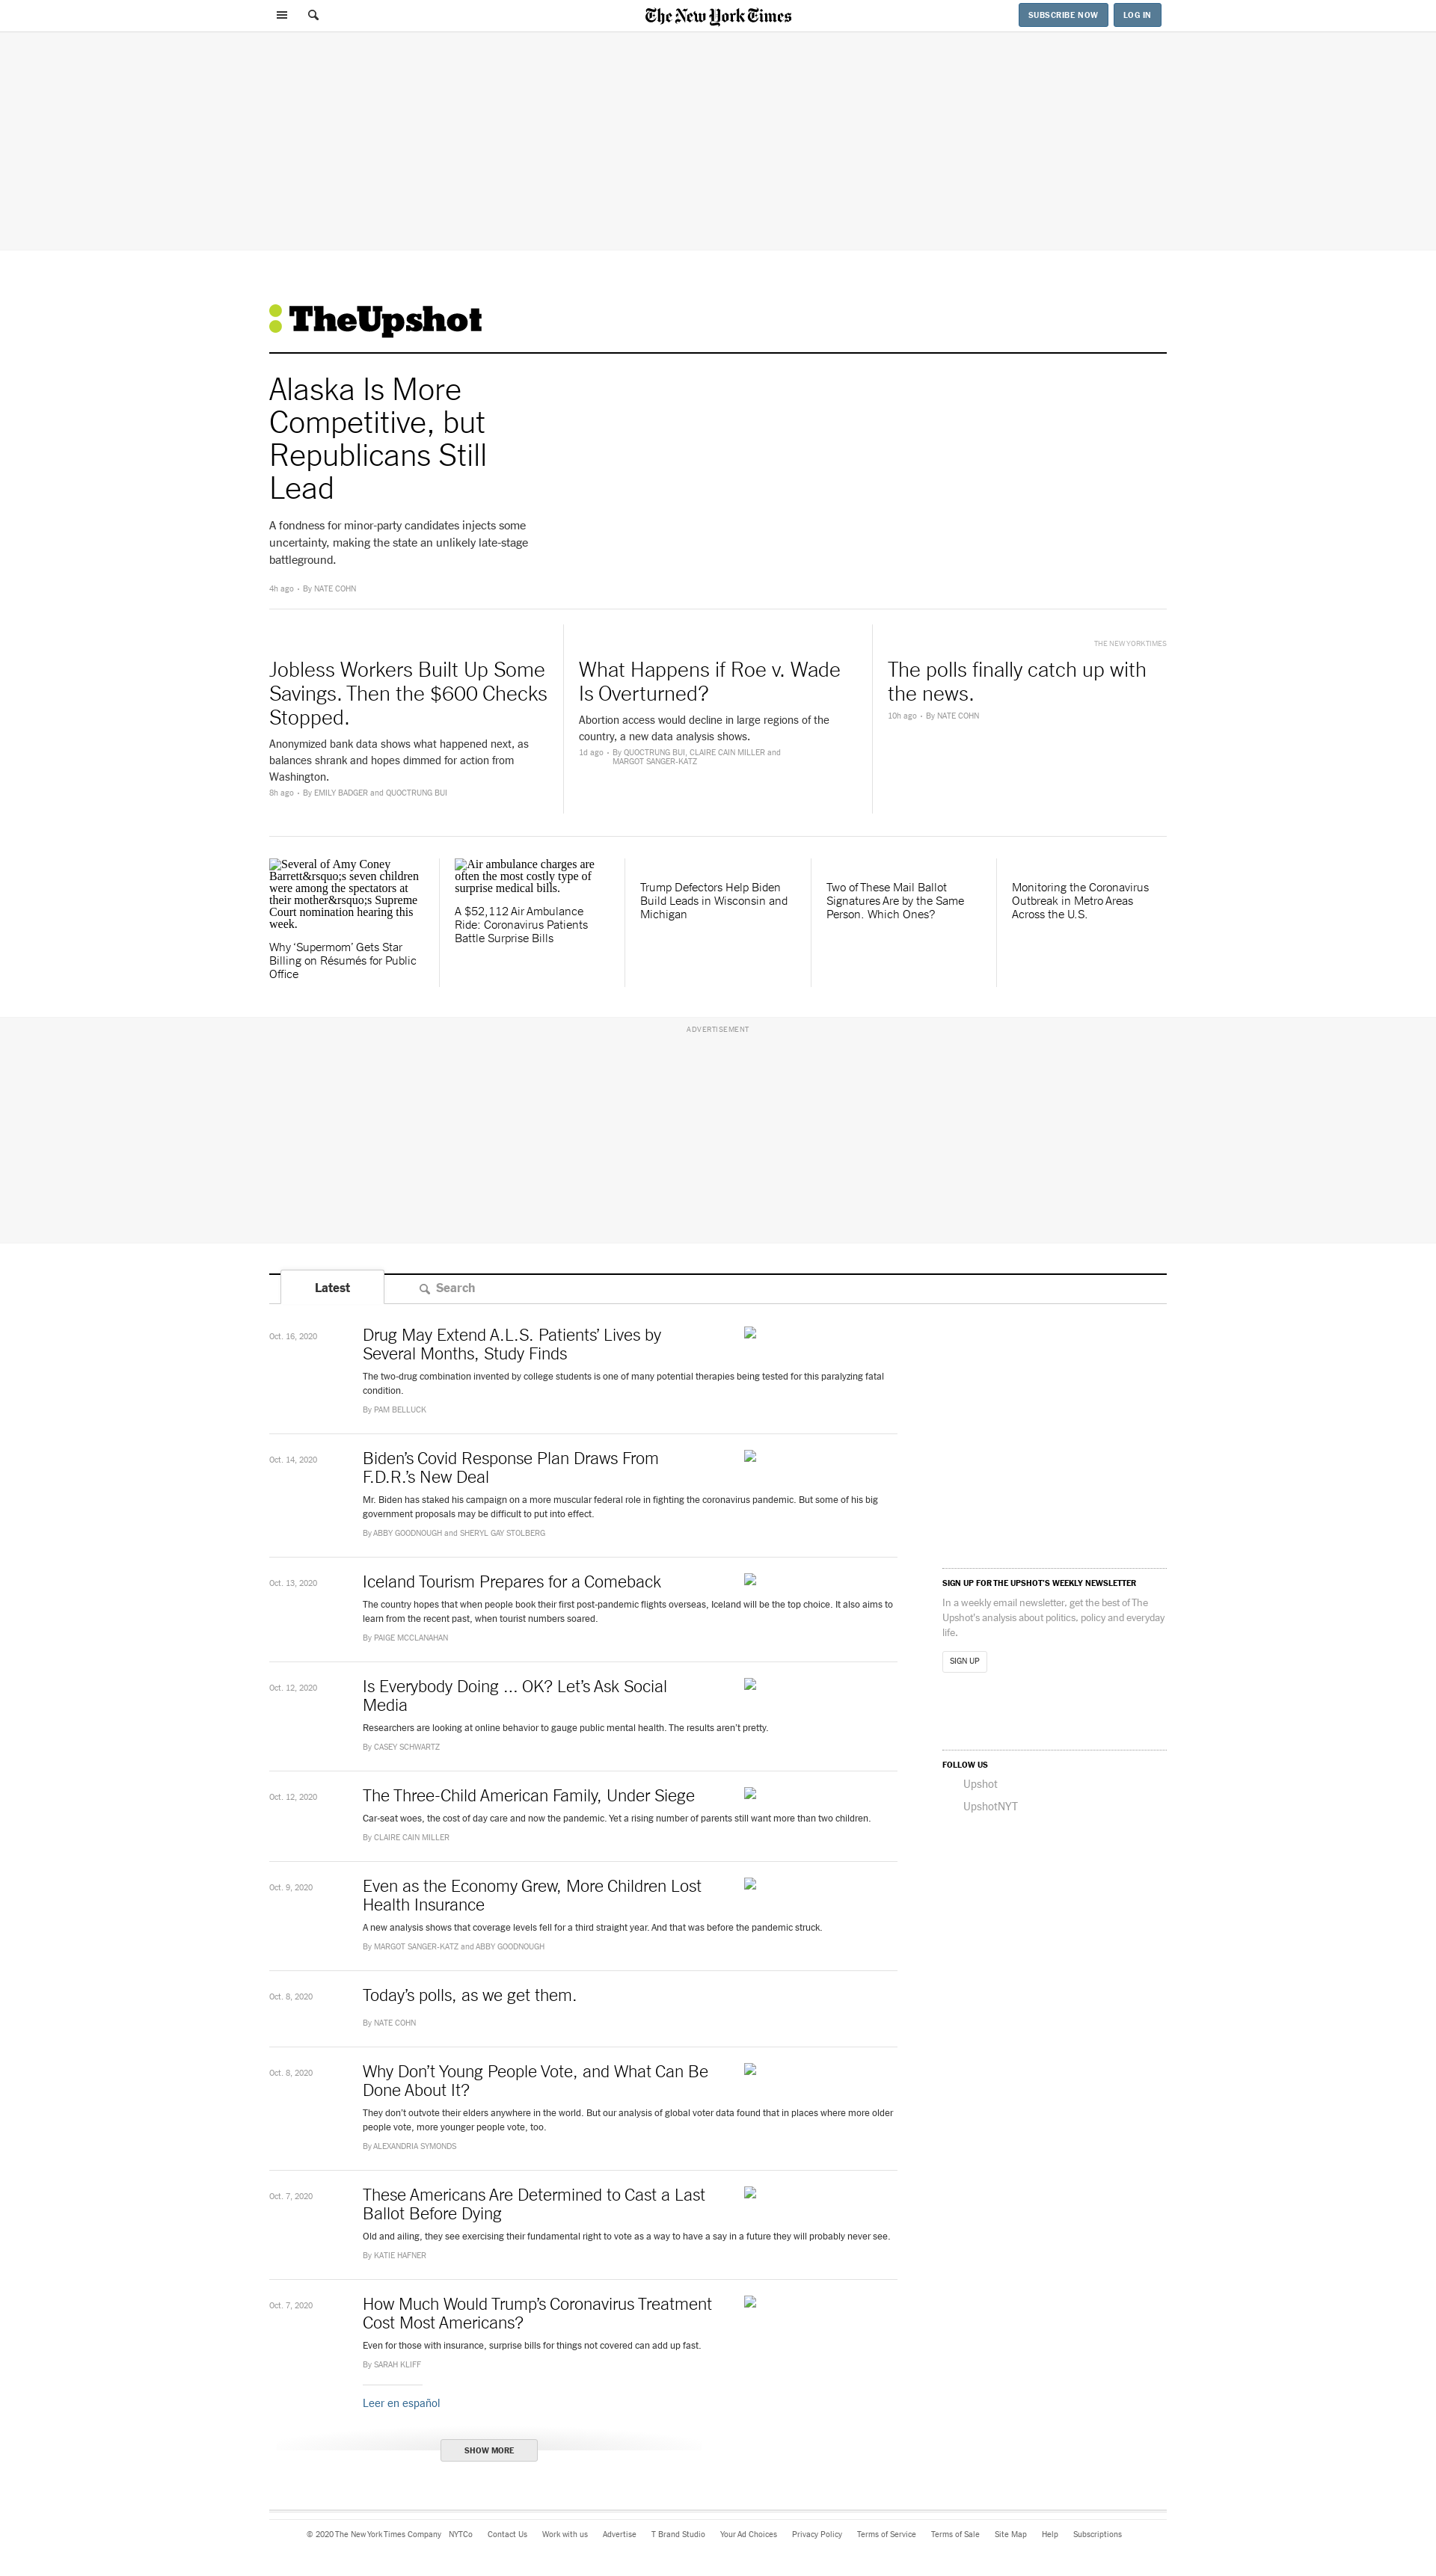 The New York Times
SUBSCRIBE NOW
LOG IN
TheUpshot
Alaska Is More
Competitive, but
Republicans Still
Lead
A fondness for minor-party candidates injects some
uncertainty, making the state an unlikely late-stage
battleground.
4h ago • By NATE COHN
Jobless Workers Built Up Some
Savings. Then the $600 Checks
Stopped.
Anonymized bank data shows what happened next, as
balances shrank and hopes dimmed for action from
Washington.
8h ago • By EMILY BADGER and QUOCTRUNG BUI
What Happens if Roe v. Wade
Is Overturned?
Abortion access would decline in large regions of the
country, a new data analysis shows.
1d ago • By QUOCTRUNG BUI, CLAIRE CAIN MILLER and
MARGOT SANGER-KATZ
THE NEW YORK TIMES
The polls finally catch up with
the news.
10h ago • By NATE COHN
Several of Amy Coney
Barrett&rsquo;s seven children
were among the spectators at
their mother&rsquo;s Supreme
Court nomination hearing this
week.
Why ‘Supermom’ Gets Star
Billing on Résumés for Public
Office
Air ambulance charges are
often the most costly type of
surprise medical bills.
A $52,112 Air Ambulance
Ride: Coronavirus Patients
Battle Surprise Bills
Trump Defectors Help Biden
Build Leads in Wisconsin and
Michigan
Two of These Mail Ballot
Signatures Are by the Same
Person. Which Ones?
Monitoring the Coronavirus
Outbreak in Metro Areas
Across the U.S.
ADVERTISEMENT
Latest
Search
Oct. 16, 2020
Drug May Extend A.L.S. Patients’ Lives by
Several Months, Study Finds
The two-drug combination invented by college students is one of many potential therapies being tested for this paralyzing fatal
condition.
By PAM BELLUCK
Oct. 14, 2020
Biden’s Covid Response Plan Draws From
F.D.R.’s New Deal
Mr. Biden has staked his campaign on a more muscular federal role in fighting the coronavirus pandemic. But some of his big
government proposals may be difficult to put into effect.
By ABBY GOODNOUGH and SHERYL GAY STOLBERG
Oct. 13, 2020
Iceland Tourism Prepares for a Comeback
The country hopes that when people book their first post-pandemic flights overseas, Iceland will be the top choice. It also aims to
learn from the recent past, when tourist numbers soared.
By PAIGE MCCLANAHAN
Oct. 12, 2020
Is Everybody Doing ... OK? Let’s Ask Social
Media
Researchers are looking at online behavior to gauge public mental health. The results aren’t pretty.
By CASEY SCHWARTZ
Oct. 12, 2020
The Three-Child American Family, Under Siege
Car-seat woes, the cost of day care and now the pandemic. Yet a rising number of parents still want more than two children.
By CLAIRE CAIN MILLER
Oct. 9, 2020
Even as the Economy Grew, More Children Lost
Health Insurance
A new analysis shows that coverage levels fell for a third straight year. And that was before the pandemic struck.
By MARGOT SANGER-KATZ and ABBY GOODNOUGH
Oct. 8, 2020
Today’s polls, as we get them.
By NATE COHN
Oct. 8, 2020
Why Don’t Young People Vote, and What Can Be
Done About It?
They don’t outvote their elders anywhere in the world. But our analysis of global voter data found that in places where more older
people vote, more younger people vote, too.
By ALEXANDRIA SYMONDS
Oct. 7, 2020
These Americans Are Determined to Cast a Last
Ballot Before Dying
Old and ailing, they see exercising their fundamental right to vote as a way to have a say in a future they will probably never see.
By KATIE HAFNER
Oct. 7, 2020
How Much Would Trump’s Coronavirus Treatment
Cost Most Americans?
Even for those with insurance, surprise bills for things not covered can add up fast.
By SARAH KLIFF
Leer en español
SHOW MORE
SIGN UP FOR THE UPSHOT’S WEEKLY NEWSLETTER
In a weekly email newsletter, get the best of The
Upshot’s analysis about politics, policy and everyday
life.
SIGN UP
FOLLOW US
Upshot
UpshotNYT
© 2020 The New York Times Company NYTCo Contact Us Work with us Advertise T Brand Studio Your Ad Choices Privacy Policy Terms of Service Terms of Sale Site Map Help Subscriptions